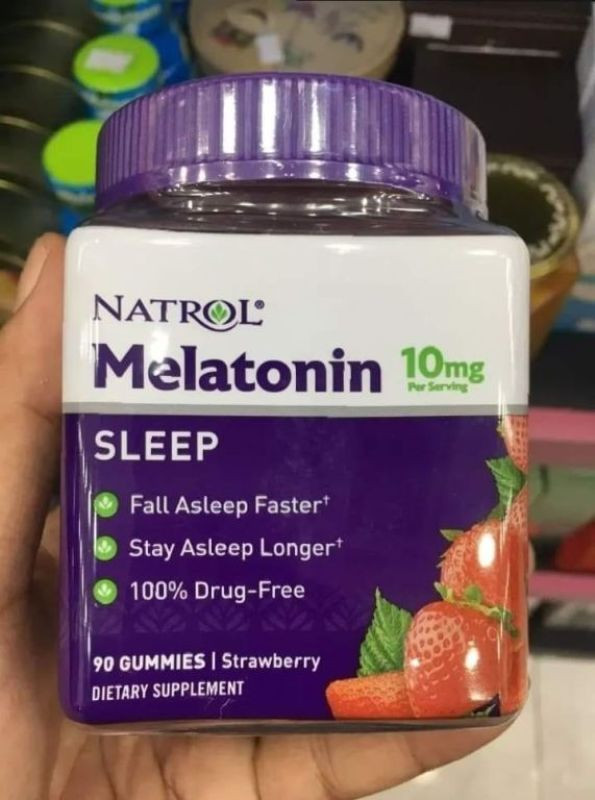 NATROL®
Melatonin 10mg
Per Serving
SLEEP
Fall Asleep Faster†
Stay Asleep Longer†
100% Drug-Free
90 GUMMIES | Strawberry
DIETARY SUPPLEMENT